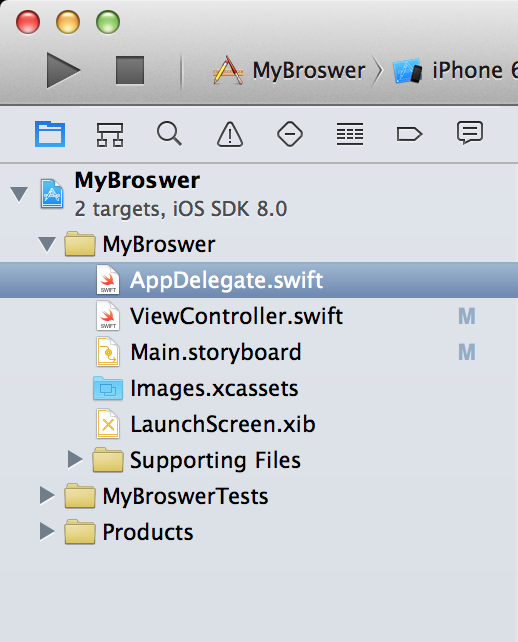 MyBroswer iPhone 6
MyBroswer
2 targets, iOS SDK 8.0
MyBroswer
SWIFT AppDelegate.swift
SWIFT ViewController.swift M
Main.storyboard M
Images.xcassets
LaunchScreen.xib
Supporting Files
MyBroswerTests
Products